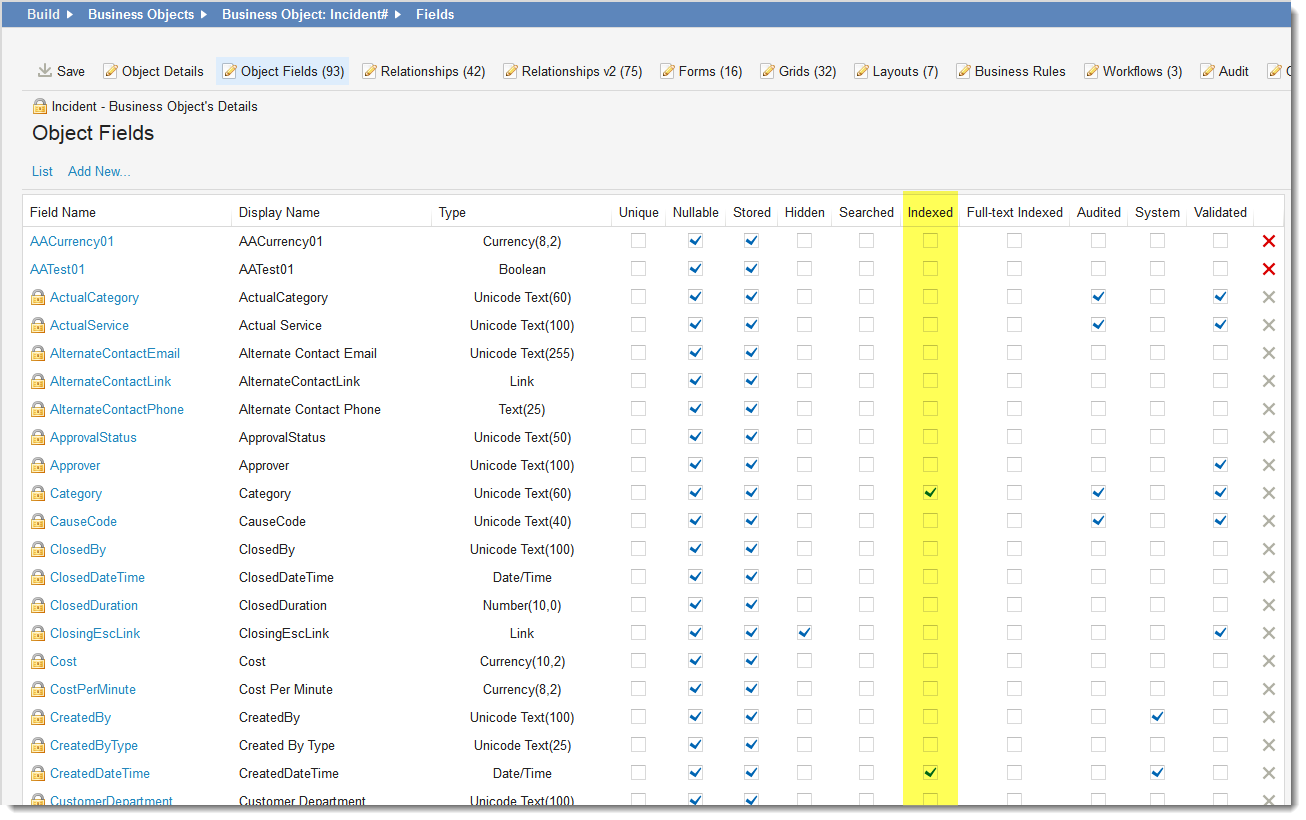 Build Business Objects Business Object: Incident# Fields
Save Object Details Object Fields (93) Relationships (42) Relationships v2 (75) Forms (16) Grids (32) Layouts (7) Business Rules Workflows (3) Audit
Incident - Business Object's Details
Object Fields
List Add New...
Field Name Display Name Type Unique Nullable Stored Hidden Searched Indexed Full-text Indexed Audited System Validated
AACurrency01 AACurrency01 Currency(8,2)
AATest01 AATest01 Boolean
ActualCategory ActualCategory Unicode Text(60)
ActualService Actual Service Unicode Text(100)
AlternateContactEmail Alternate Contact Email Unicode Text(255)
AlternateContactLink AlternateContactLink Link
AlternateContactPhone Alternate Contact Phone Text(25)
ApprovalStatus ApprovalStatus Unicode Text(50)
Approver Approver Unicode Text(100)
Category Category Unicode Text(60)
CauseCode CauseCode Unicode Text(40)
ClosedBy ClosedBy Unicode Text(100)
ClosedDateTime ClosedDateTime Date/Time
ClosedDuration ClosedDuration Number(10,0)
ClosingEscLink ClosingEscLink Link
Cost Cost Currency(10,2)
CostPerMinute Cost Per Minute Currency(8,2)
CreatedBy CreatedBy Unicode Text(100)
CreatedByType Created By Type Unicode Text(25)
CreatedDateTime CreatedDateTime Date/Time
CustomerDepartment Customer Department Unicode Text(100)